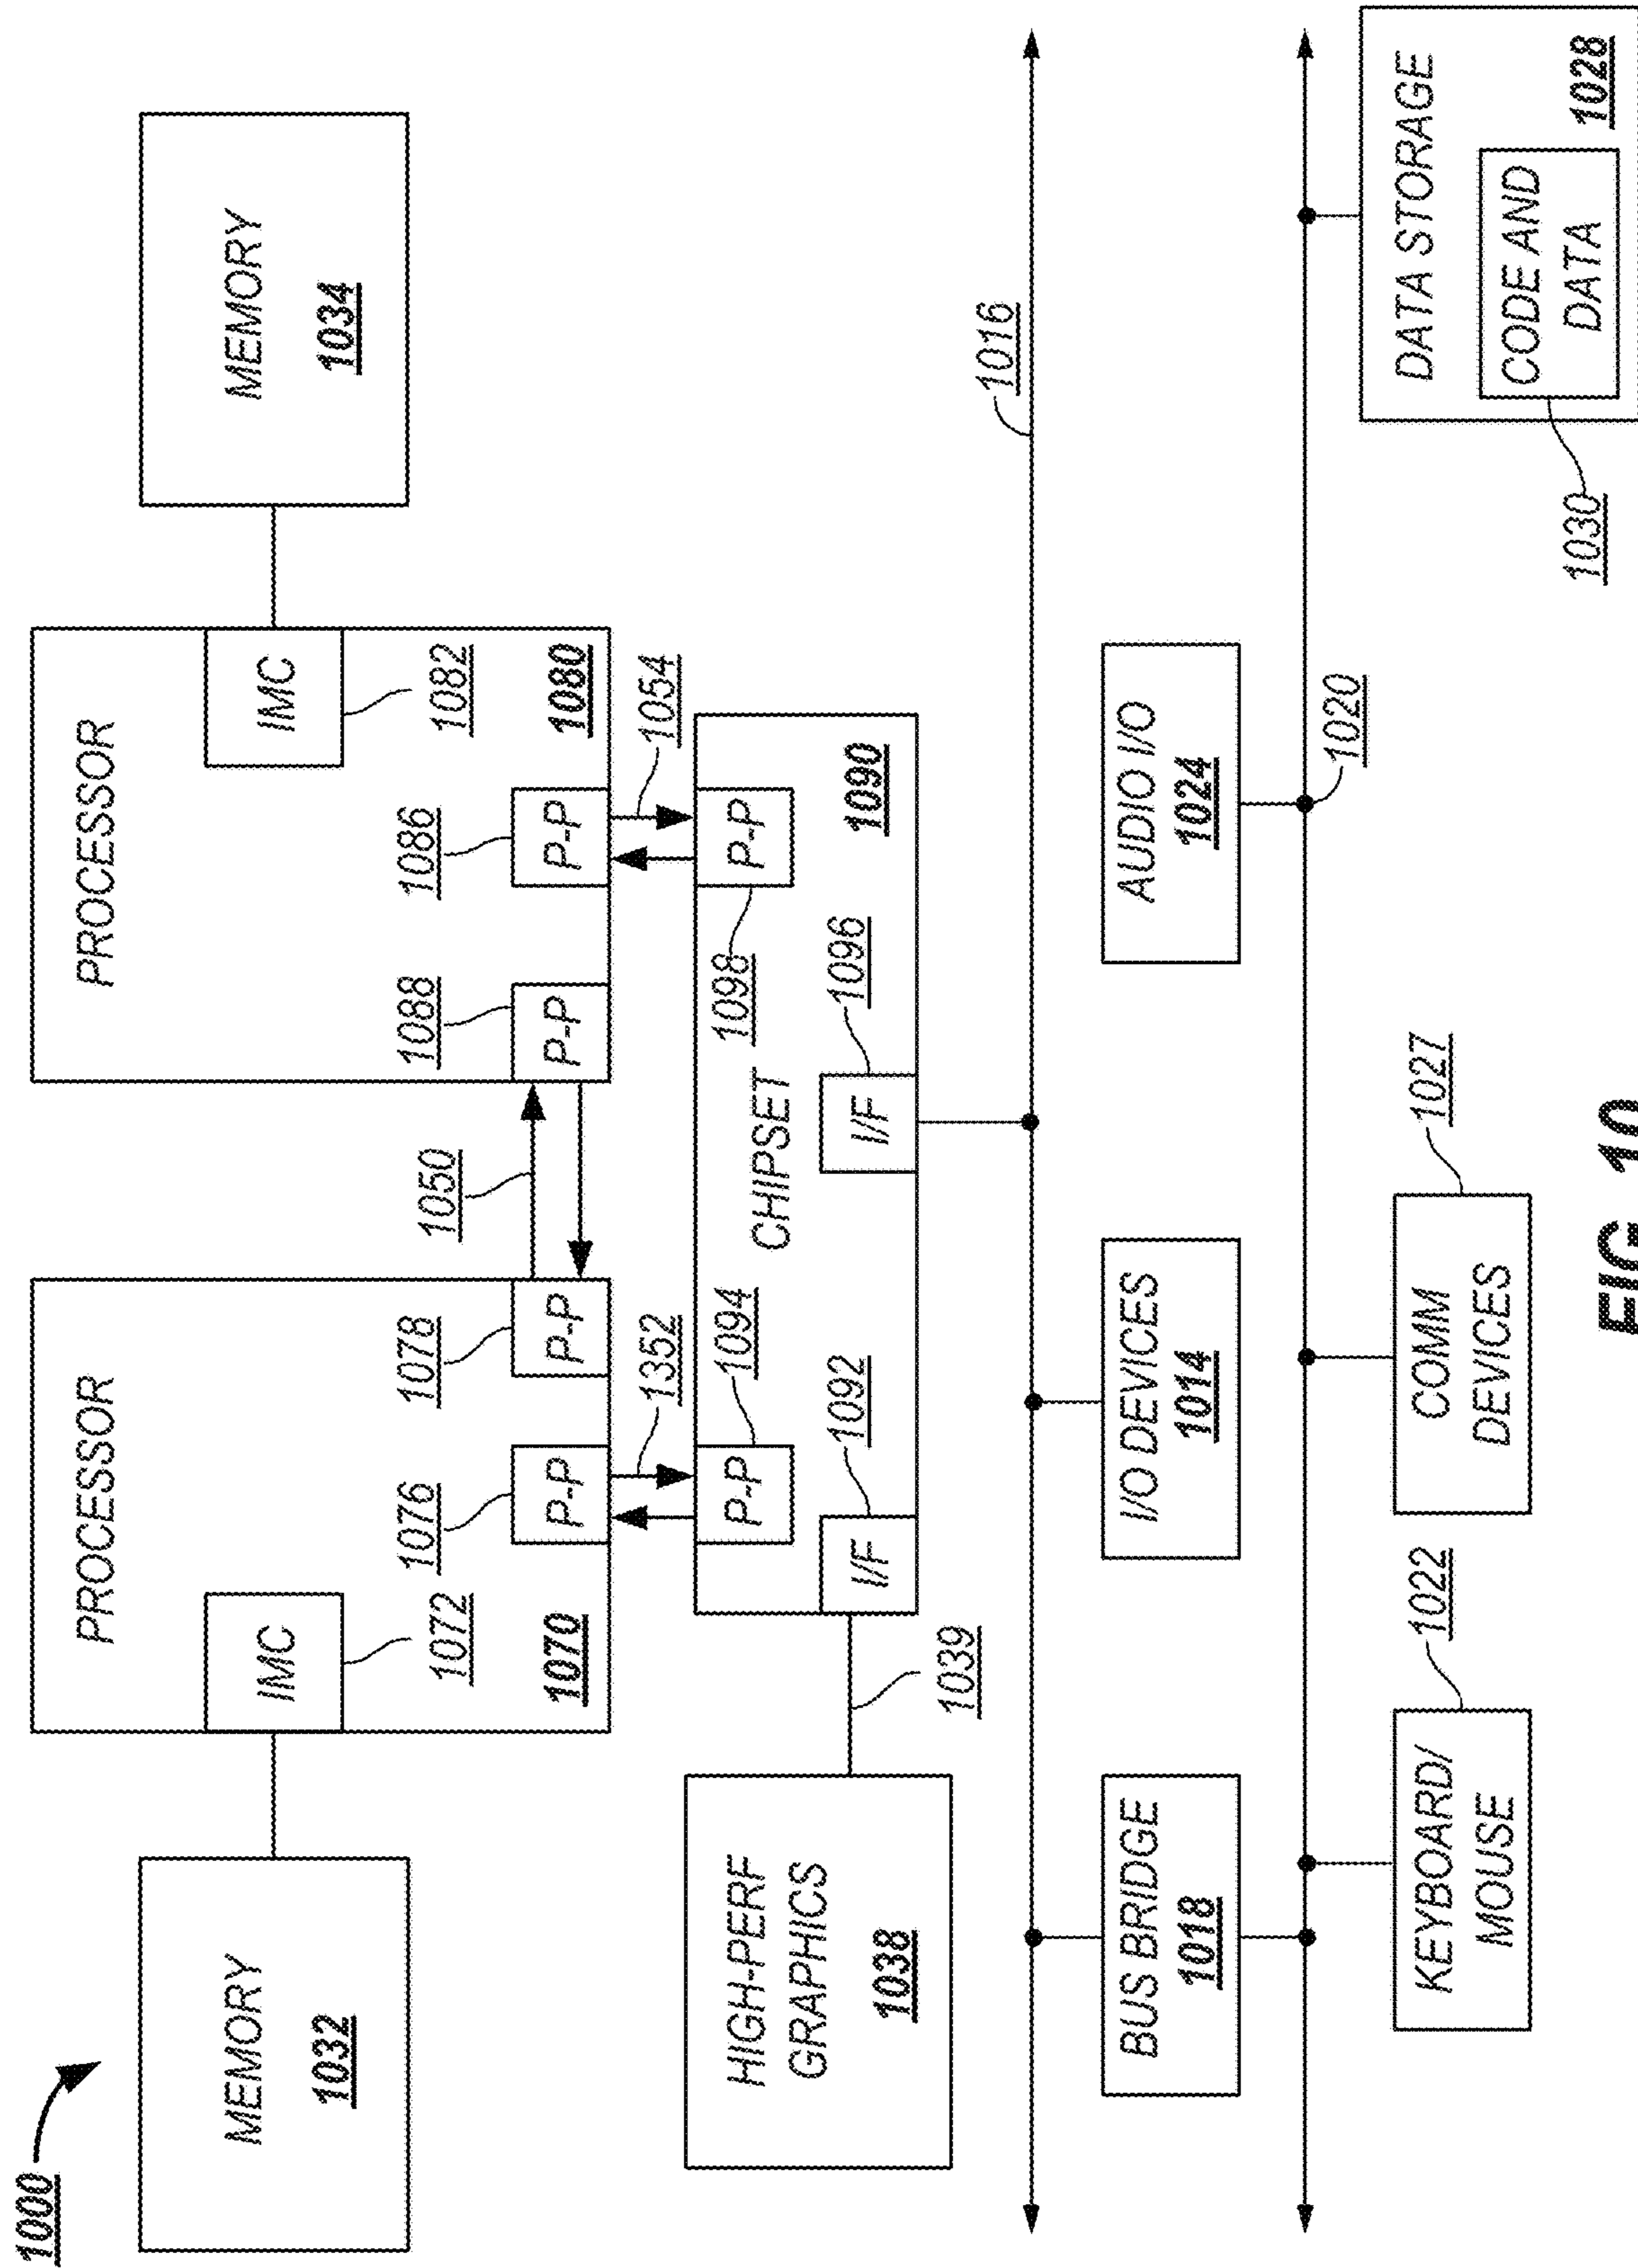 1000
MEMORY
1032
PROCESSOR
IMC
1072
1070
1076
P-P
1078
P-P
1050
PROCESSOR
1088
P-P
1086
P-P
IMC
1082
1080
MEMORY
1034
1352
1054
HIGH-PERF
GRAPHICS
1038
1039
P-P
1094
I/F
1092
CHIPSET
P-P
1098
1090
I/F
1096
1016
BUS BRIDGE
1018
I/O DEVICES
1014
AUDIO I/O
1024
1020
KEYBOARD/
MOUSE
1022
COMM
DEVICES
1027
DATA STORAGE
CODE AND
DATA
1028
1030
FIG. 10